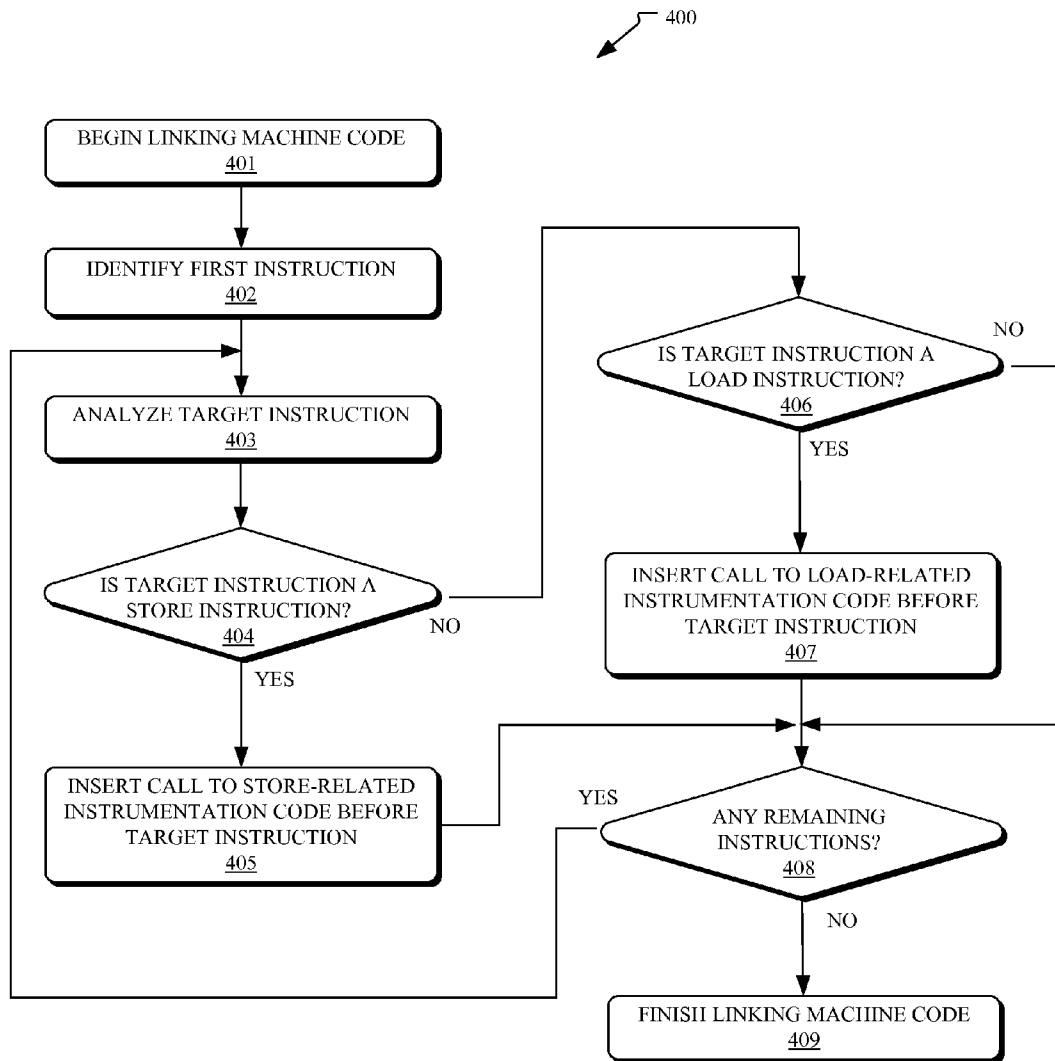 400
BEGIN LINKING MACHINE CODE
401
IDENTIFY FIRST INSTRUCTION
402
ANALYZE TARGET INSTRUCTION
403
IS TARGET INSTRUCTION A
STORE INSTRUCTION?
404
NO
YES
INSERT CALL TO STORE-RELATED
INSTRUMENTATION CODE BEFORE
TARGET INSTRUCTION
405
IS TARGET INSTRUCTION A
LOAD INSTRUCTION?
406
NO
YES
INSERT CALL TO LOAD-RELATED
INSTRUMENTATION CODE BEFORE
TARGET INSTRUCTION
407
YES
ANY REMAINING
INSTRUCTIONS?
408
NO
FINISH LINKING MACHINE CODE
409